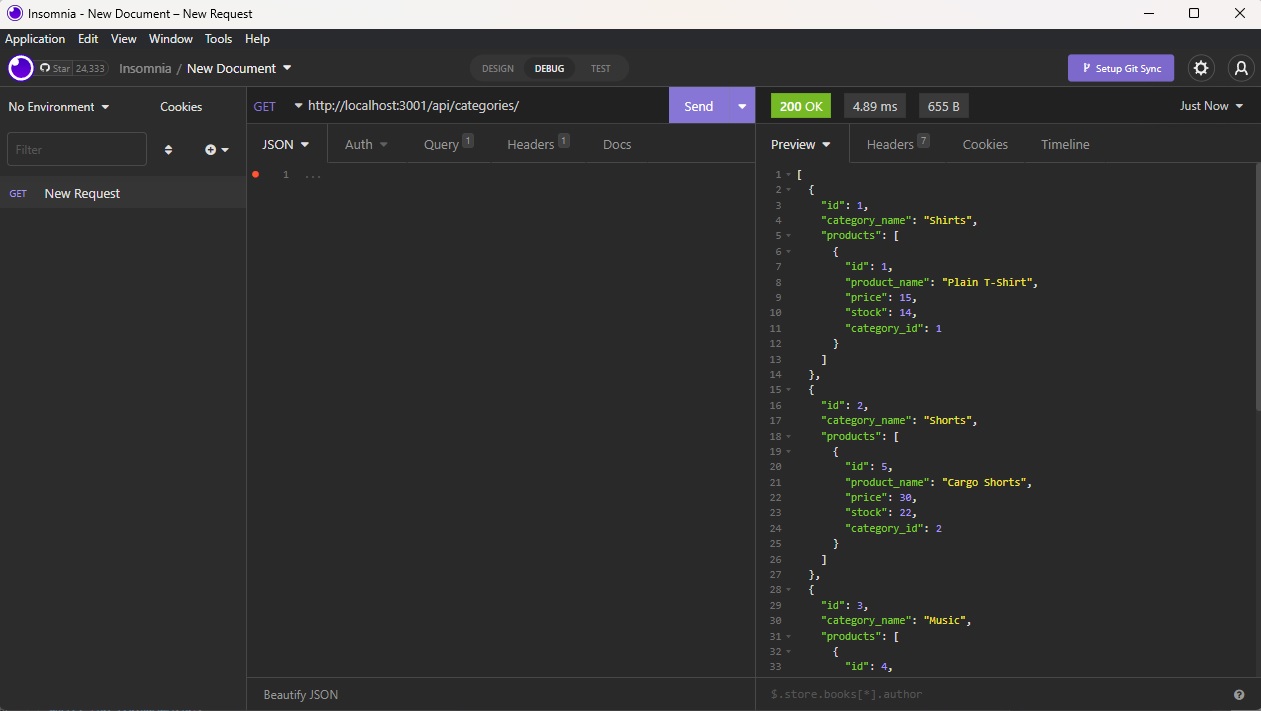 Insomnia - New Document – New Request
Application Edit View Window Tools Help
Star 24,333 Insomnia / New Document DESIGN DEBUG TEST Setup Git Sync
No Environment Cookies GET http://localhost:3001/api/categories/ Send 200 OK 4.89 ms 655 B Just Now
Filter
JSON Auth Query 1 Headers 1 Docs
Preview Headers 7 Cookies Timeline
GET New Request
1 ...
1 [
2 {
3 "id": 1,
4 "category_name": "Shirts",
5 "products": [
6 {
7 "id": 1,
8 "product_name": "Plain T-Shirt",
9 "price": 15,
10 "stock": 14,
11 "category_id": 1
12 }
13 ]
14 },
15 {
16 "id": 2,
17 "category_name": "Shorts",
18 "products": [
19 {
20 "id": 5,
21 "product_name": "Cargo Shorts",
22 "price": 30,
23 "stock": 22,
24 "category_id": 2
25 }
26 ]
27 },
28 {
29 "id": 3,
30 "category_name": "Music",
31 "products": [
32 {
33 "id": 4,
Beautify JSON
$.store.books[*].author